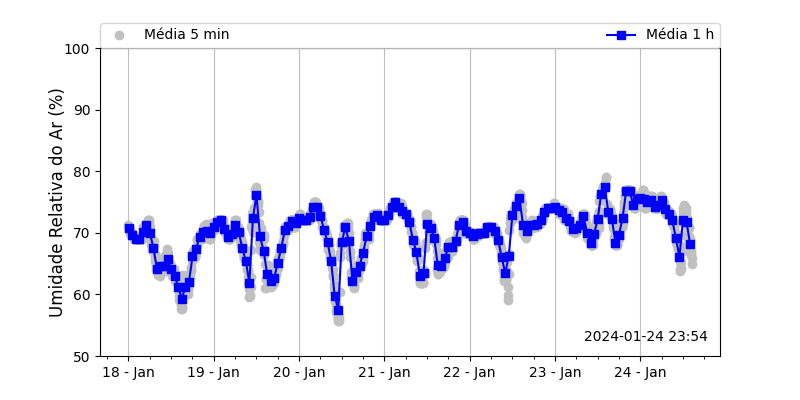 Média 5 min
Média 1 h
Umidade Relativa do Ar (%)
100
90
80
70
60
50
2024-01-24 23:54
18 - Jan
19 - Jan
20 - Jan
21 - Jan
22 - Jan
23 - Jan
24 - Jan